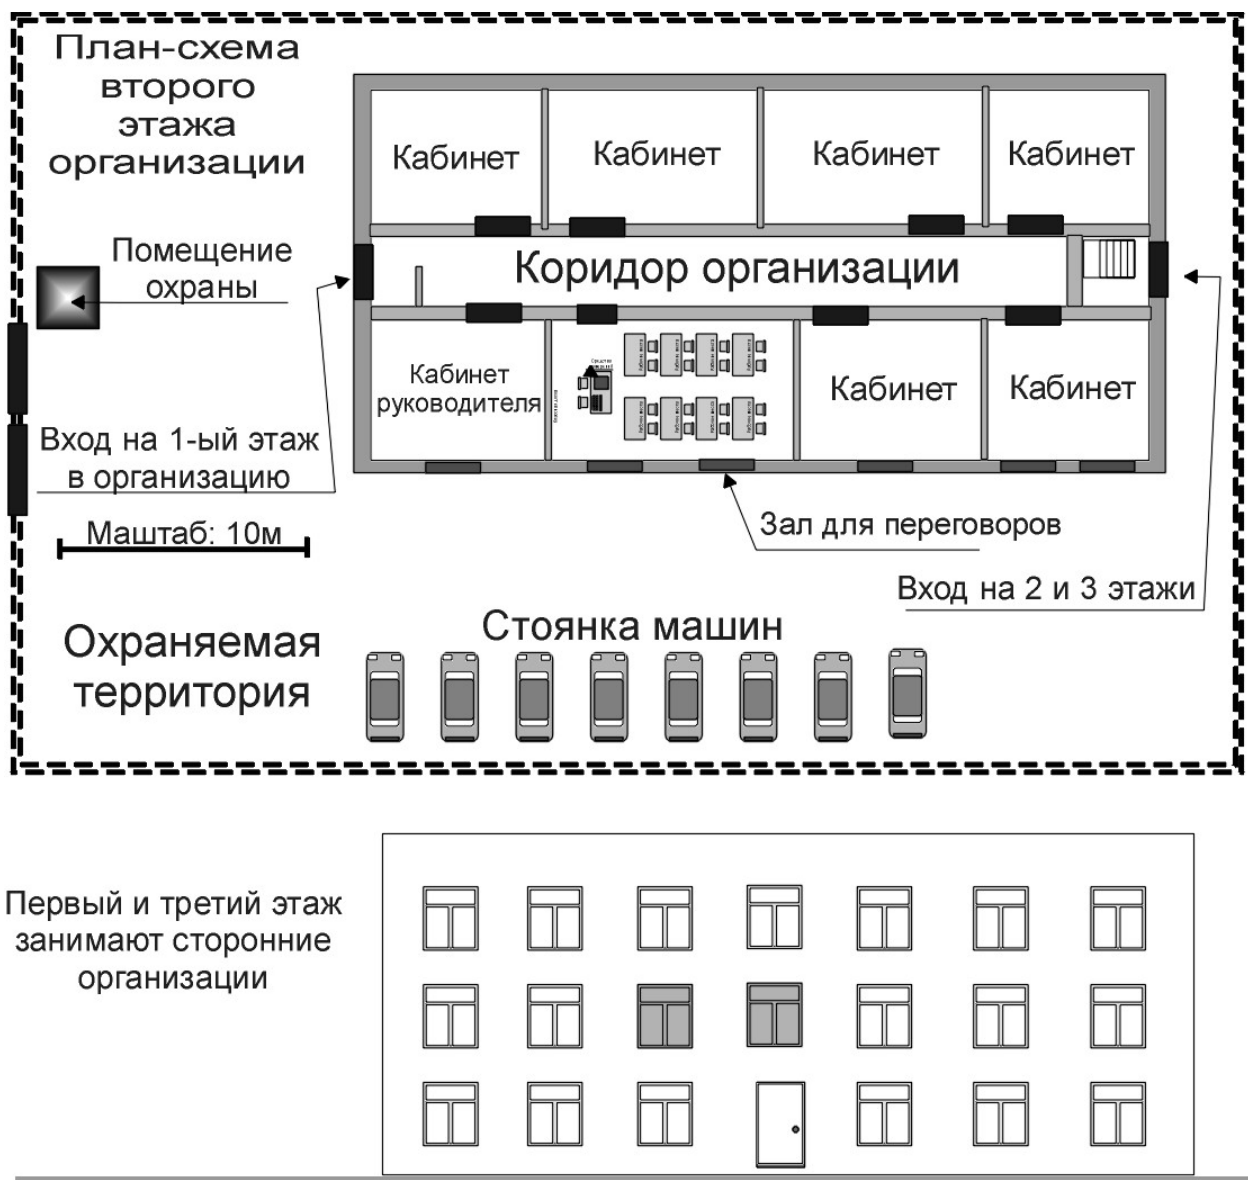 План-схема
второго
этажа
организации
Кабинет
Кабинет
Кабинет
Кабинет
Помещение
охраны
Коридор организации
Кабинет
руководителя
Кабинет
Кабинет
Вход на 1-ый этаж
в организацию
Маштаб: 10м
Зал для переговоров
Вход на 2 и 3 этажи
Охраняемая
территория
Стоянка машин
Первый и третий этаж
занимают сторонние
организации